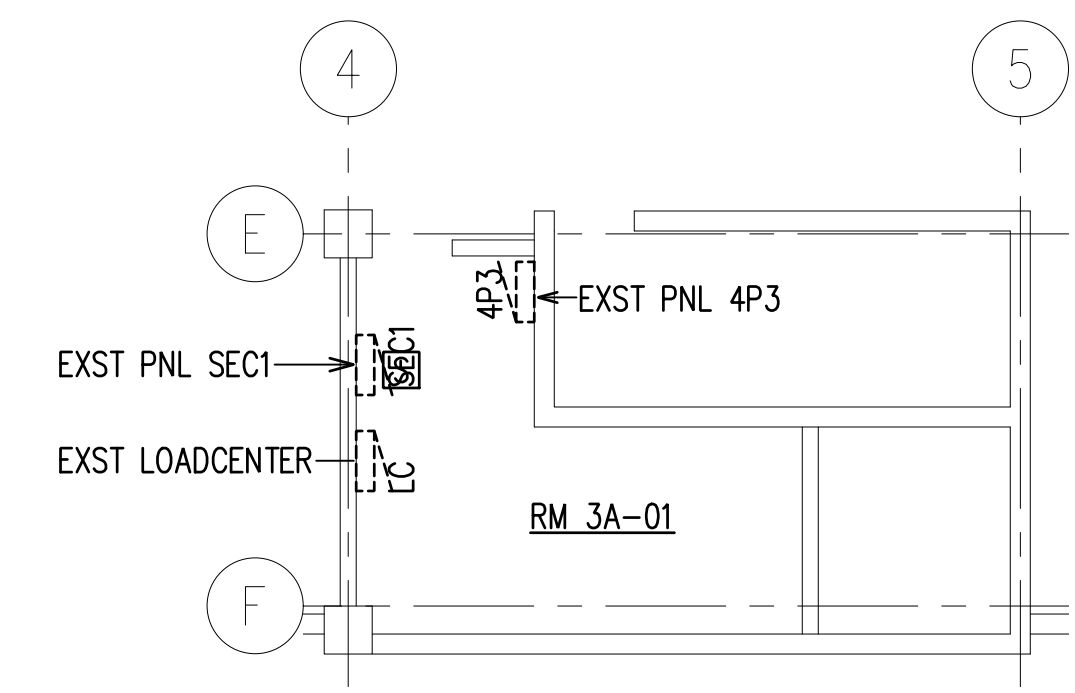 4
5
E
4P3
EXST PNL 4P3
EXST PNL SEC1
SEC1
EXST LOADCENTER
LC
RM 3A-01
F